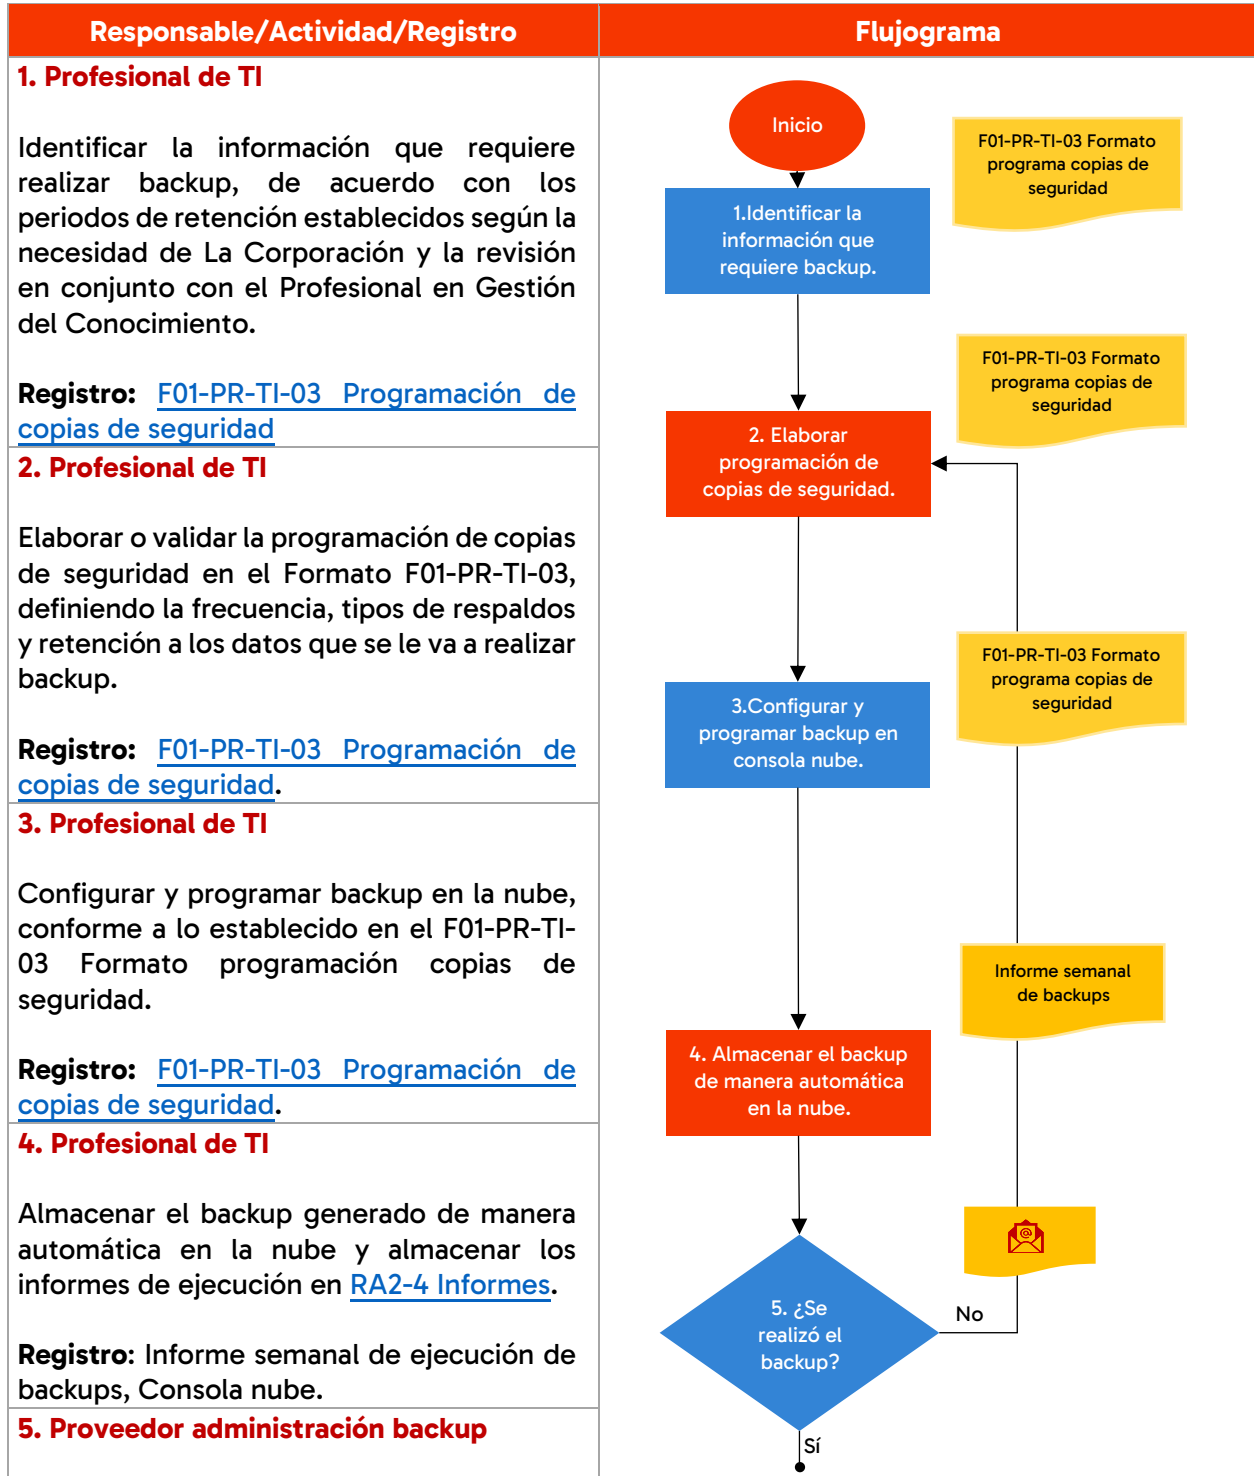 Responsable/Actividad/Registro
1. Profesional de TI
Identificar la información que requiere
realizar backup, de acuerdo con los
periodos de retención establecidos según la
necesidad de La Corporación y la revisión
en conjunto con el Profesional en Gestión
del Conocimiento.
Registro: F01-PR-TI-03 Programación de
copias de seguridad
2. Profesional de TI
Elaborar o validar la programación de copias
de seguridad en el Formato F01-PR-TI-03,
definiendo la frecuencia, tipos de respaldos
y retención a los datos que se le va a realizar
backup.
Registro: F01-PR-TI-03 Programación de
copias de seguridad.
3. Profesional de TI
Configurar y programar backup en la nube,
conforme a lo establecido en el F01-PR-TI-
03 Formato programación copias de
seguridad.
Registro: F01-PR-TI-03 Programación de
copias de seguridad.
4. Profesional de TI
Almacenar el backup generado de manera
automática en la nube y almacenar los
informes de ejecución en RA2-4 Informes.
Registro: Informe semanal de ejecución de
backups, Consola nube.
5. Proveedor administración backup
Flujograma
Inicio
F01-PR-TI-03 Formato
programa copias de
seguridad
1.Identificar la
información que
requiere backup.
F01-PR-TI-03 Formato
programa copias de
seguridad
2. Elaborar
programación de
copias de seguridad.
F01-PR-TI-03 Formato
programa copias de
seguridad
3.Configurar y
programar backup en
consola nube.
Informe semanal
de backups
4. Almacenar el backup
de manera automática
en la nube.
5. ¿Se
realizó el
backup?
No
Sí